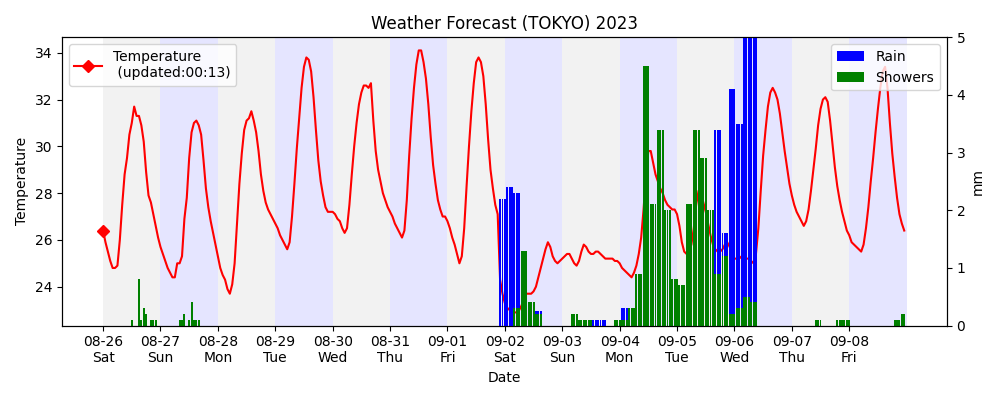 Weather Forecast (TOKYO) 2023
Temperature
(updated:00:13)
Rain
Showers
34
32
30
28
26
24
Temperature
5
4
3
2
1
0
mm
08-26 08-27 08-28 08-29 08-30 08-31 09-01 09-02 09-03 09-04 09-05 09-06 09-07 09-08
Sat Sun Mon Tue Wed Thu Fri Sat Sun Mon Tue Wed Thu Fri
Date